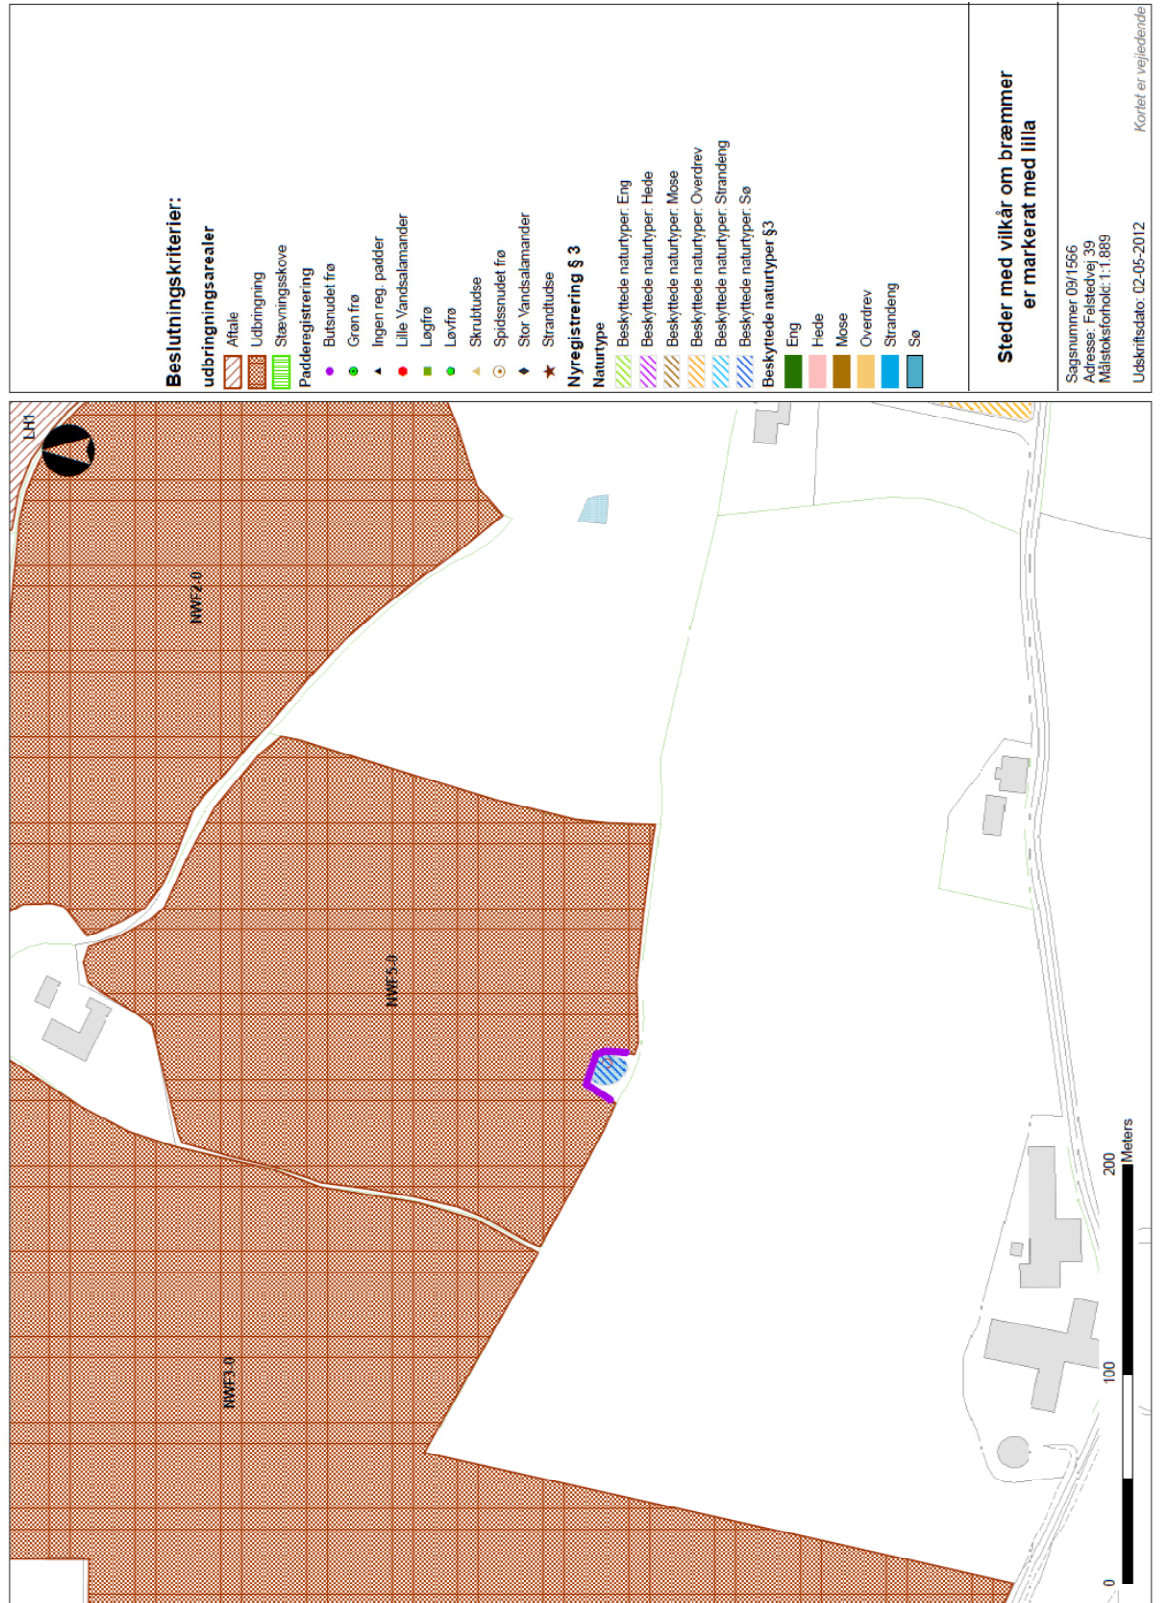 Beslutningskriterier:
udbringningsarealer
Aftale
Udbringning
Stævningsskove
Padderegistrering
Butsnudet frø
Grøn frø
Ingen reg. padder
Lille Vandsalamander
Løgfrø
Løvfrø
Skrubtudse
Spidssnudet frø
Stor Vandsalamander
Strandtudse
Nyregistrering § 3
Naturtype
Beskyttede naturtyper: Eng
Beskyttede naturtyper: Hede
Beskyttede naturtyper: Mose
Beskyttede naturtyper: Overdrev
Beskyttede naturtyper: Strandeng
Beskyttede naturtyper: Sø
Beskyttede naturtyper §3
Eng
Hede
Mose
Overdrev
Strandeng
Sø
Steder med vilkår om bræmmer
er markerat med lilla
Sagsnummer 09/1566
Adresse: Felstedvej 39
Målstoksforhold: 1:1.889
Udskriftsdato: 02-05-2012
Kortet er vejledende
LH1
NWF2-0
NWF5-0
NWF3-0
0
100
200
Meters